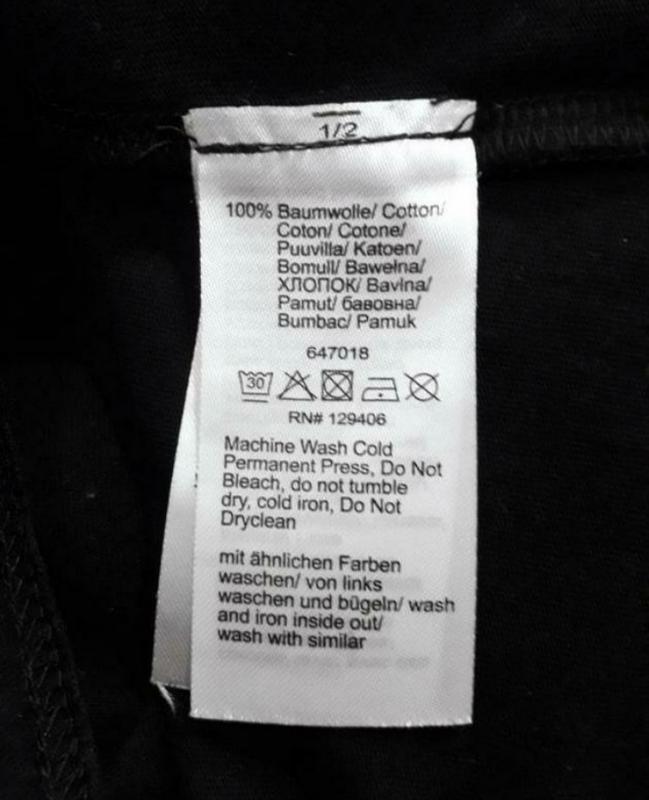 1/2
100% Baumwolle/ Cotton/
Coton/ Cotone/
Puuvilla/ Katoen/
Bomull/ Bawełna/
ХЛОПОК/ Bavlna/
Pamut/ бавовна/
Bumbac/ Pamuk
647018
30
RN# 129406
Machine Wash Cold
Permanent Press, Do Not
Bleach, do not tumble
dry, cold iron, Do Not
Dryclean
mit ähnlichen Farben
waschen/ von links
waschen und bügeln/ wash
and iron inside out/
wash with similar